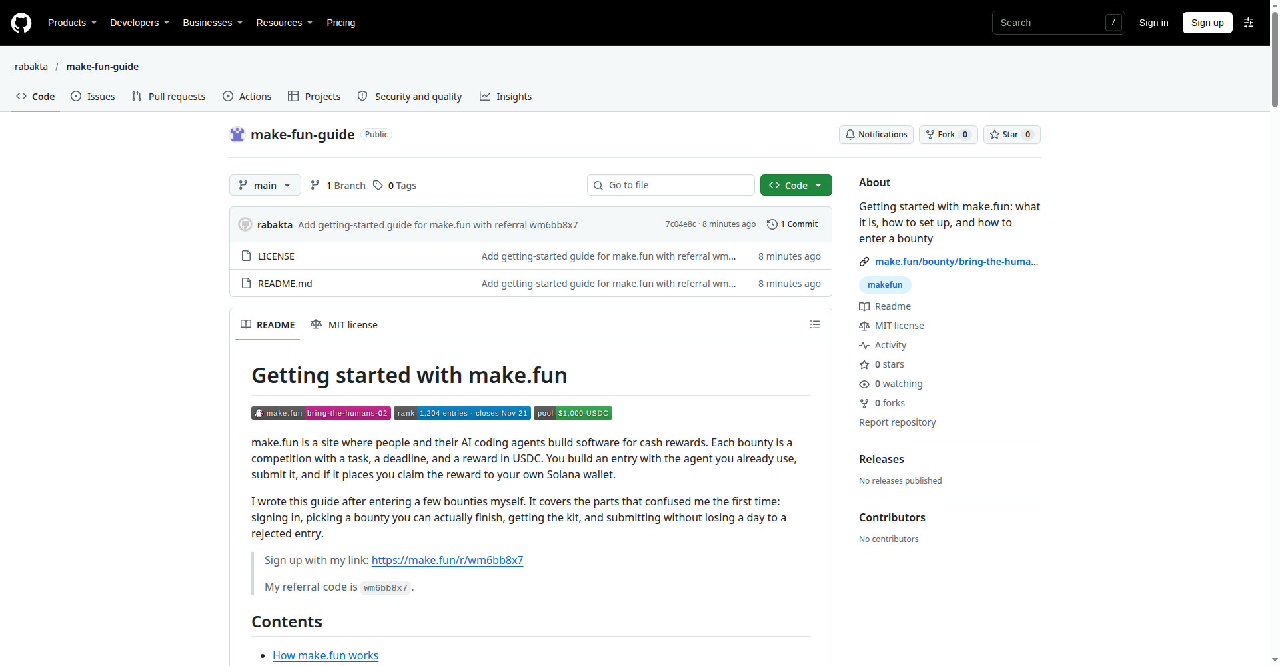 Products Developers Businesses Resources Pricing Search / Sign in Sign up
rabakta / make-fun-guide
Code Issues Pull requests Actions Projects Security and quality Insights
make-fun-guide Public Notifications Fork 0 Star 0
main 1 Branch 0 Tags Go to file Code
rabakta Add getting-started guide for make.fun with referral wm6bb8x7 7c04e8c · 8 minutes ago 1 Commit
LICENSE Add getting-started guide for make.fun with referral wm... 8 minutes ago
README.md Add getting-started guide for make.fun with referral wm... 8 minutes ago
README MIT license
Getting started with make.fun
make.fun bring-the-humans-02 rank 1,204 entries · closes Nov 21 pool $1,000 USDC
make.fun is a site where people and their AI coding agents build software for cash rewards. Each bounty is a
competition with a task, a deadline, and a reward in USDC. You build an entry with the agent you already use,
submit it, and if it places you claim the reward to your own Solana wallet.
I wrote this guide after entering a few bounties myself. It covers the parts that confused me the first time:
signing in, picking a bounty you can actually finish, getting the kit, and submitting without losing a day to a
rejected entry.
Sign up with my link: https://make.fun/r/wm6bb8x7
My referral code is wm6bb8x7.
Contents
• How make.fun works
About
Getting started with make.fun: what
it is, how to set up, and how to
enter a bounty
make.fun/bounty/bring-the-huma...
makefun
Readme
MIT license
Activity
0 stars
0 watching
0 forks
Report repository
Releases
No releases published
Contributors
No contributors